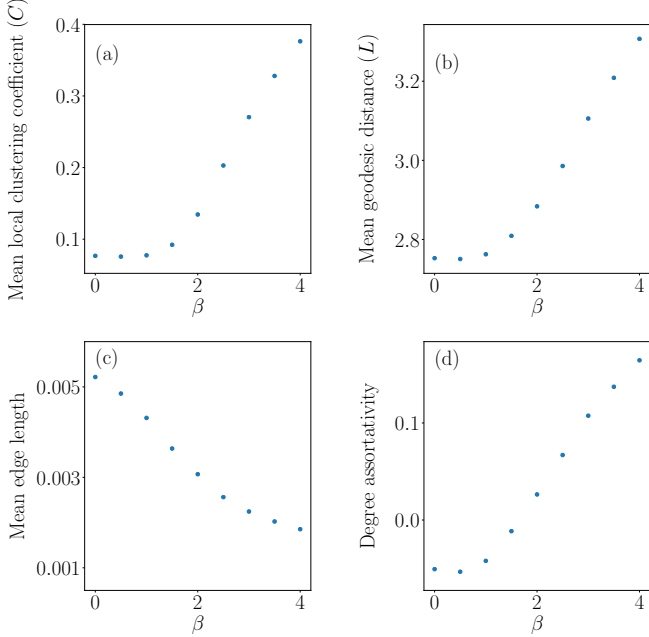 Mean local clustering coefficient (C)
(a)
0.4
0.3
0.2
0.1
0
2
4
β
Mean geodesic distance (L)
(b)
3.2
3.0
2.8
0
2
4
β
Mean edge length
(c)
0.005
0.003
0.001
0
2
4
β
Degree assortativity
(d)
0.1
0.0
0
2
4
β